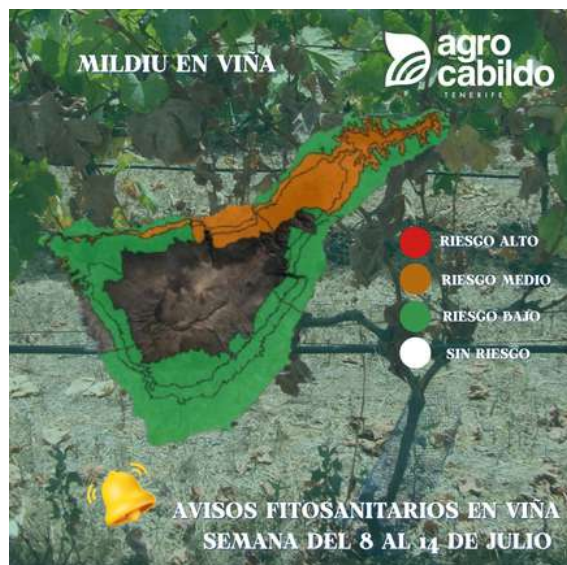 MILDIU EN VIÑA
agro
cabildo
TENERIFE
RIESGO ALTO
RIESGO MEDIO
RIESGO BAJO
SIN RIESGO
AVISOS FITOSANITARIOS EN VIÑA
SEMANA DEL 8 AL 14 DE JULIO